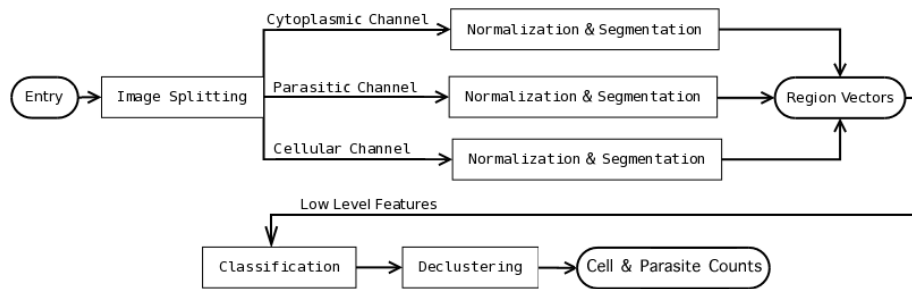 Cytoplasmic Channel
Normalization & Segmentation
Entry
Image Splitting
Parasitic Channel
Normalization & Segmentation
Region Vectors
Cellular Channel
Normalization & Segmentation
Low Level Features
Classification
Declustering
Cell & Parasite Counts